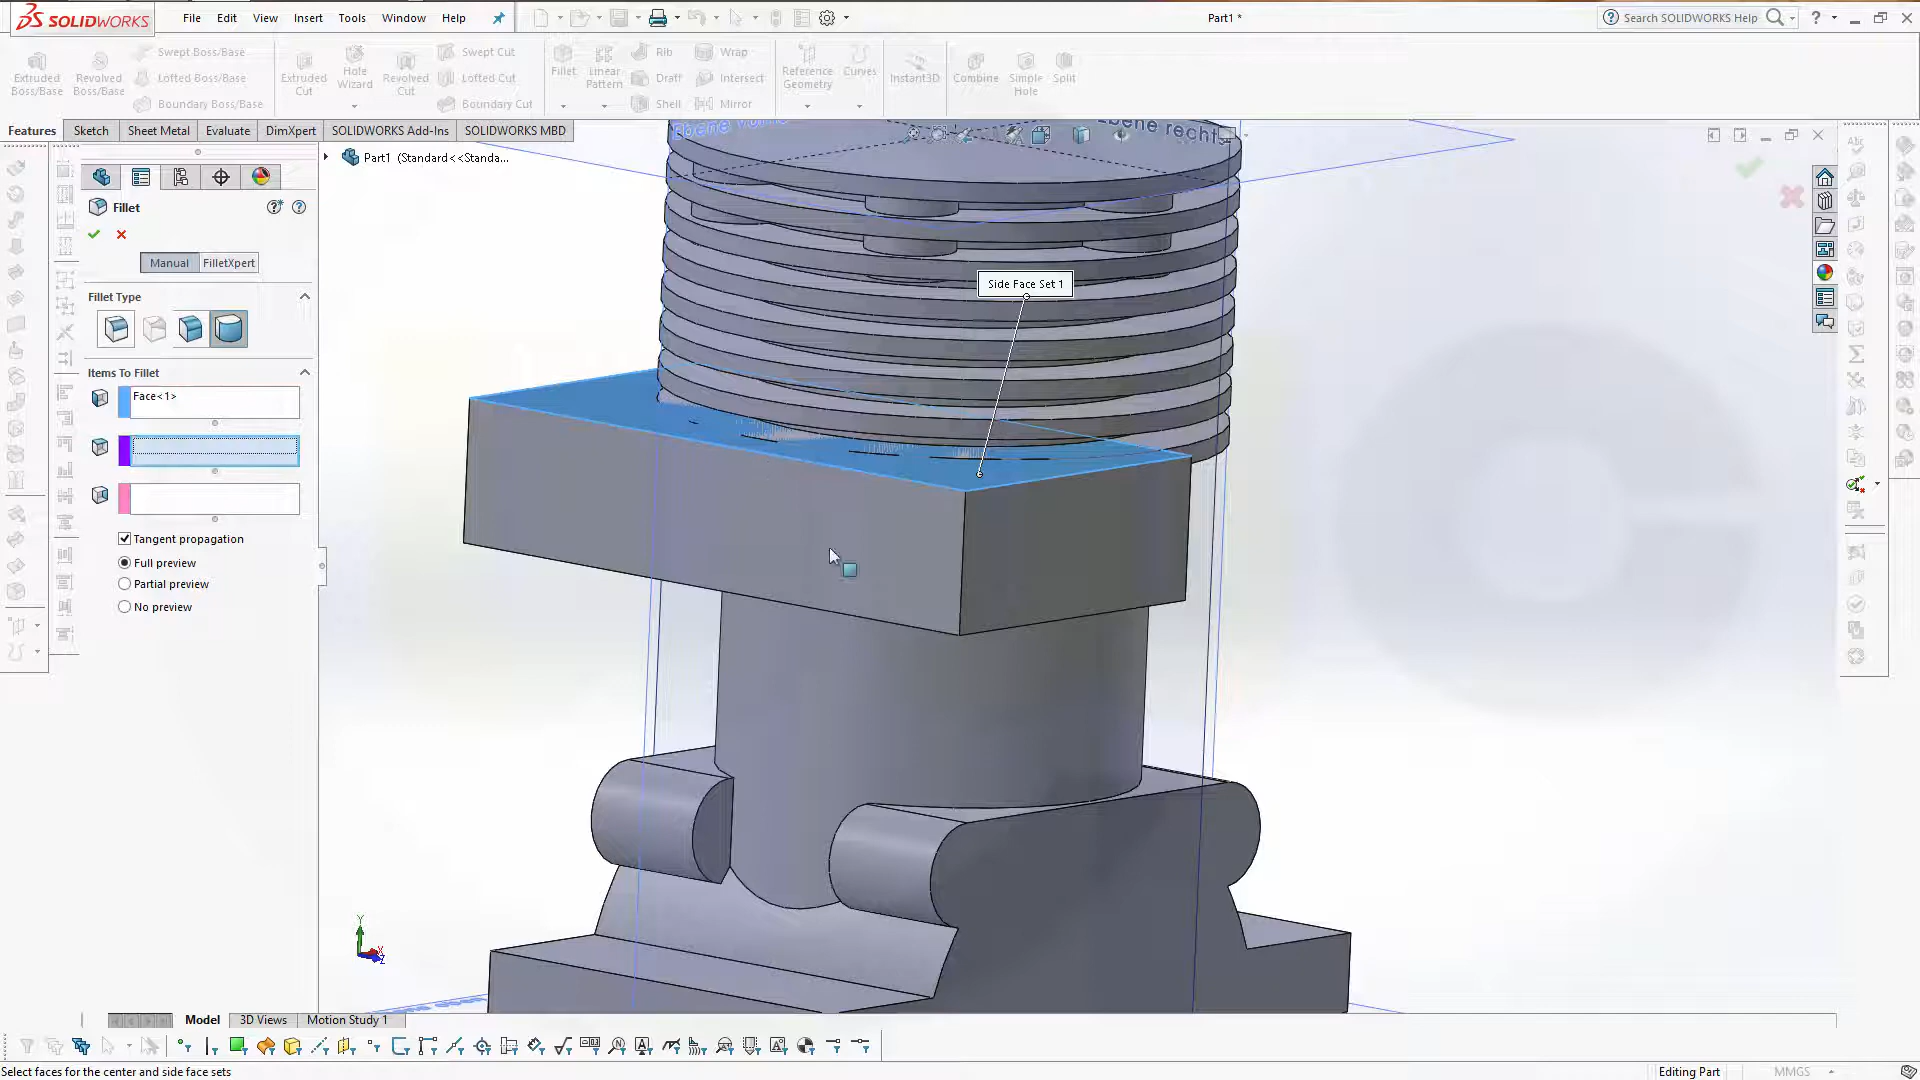 SOLIDWORKS
File
Edit
View
Insert
Tools
Window
Help
Part1 *
Search SOLIDWORKS Help
Extruded
Boss/Base
Revolved
Boss/Base
Swept Boss/Base
Lofted Boss/Base
Boundary Boss/Base
Extruded
Cut
Hole
Wizard
Revolved
Cut
Swept Cut
Lofted Cut
Boundary Cut
Fillet
Linear
Pattern
Rib
Draft
Shell
Wrap
Intersect
Mirror
Reference
Geometry
Curves
Instant3D
Combine
Simple
Hole
Split
Features
Sketch
Sheet Metal
Evaluate
DimXpert
SOLIDWORKS Add-Ins
SOLIDWORKS MBD
Part1 (Standard<<Standa...
Ebene rechts
Fillet
Manual
FilletXpert
Fillet Type
Items To Fillet
Face<1>
Tangent propagation
Full preview
Partial preview
No preview
Side Face Set 1
Y
X
Z
Model
3D Views
Motion Study 1
Select faces for the center and side face sets
Editing Part
MMGS